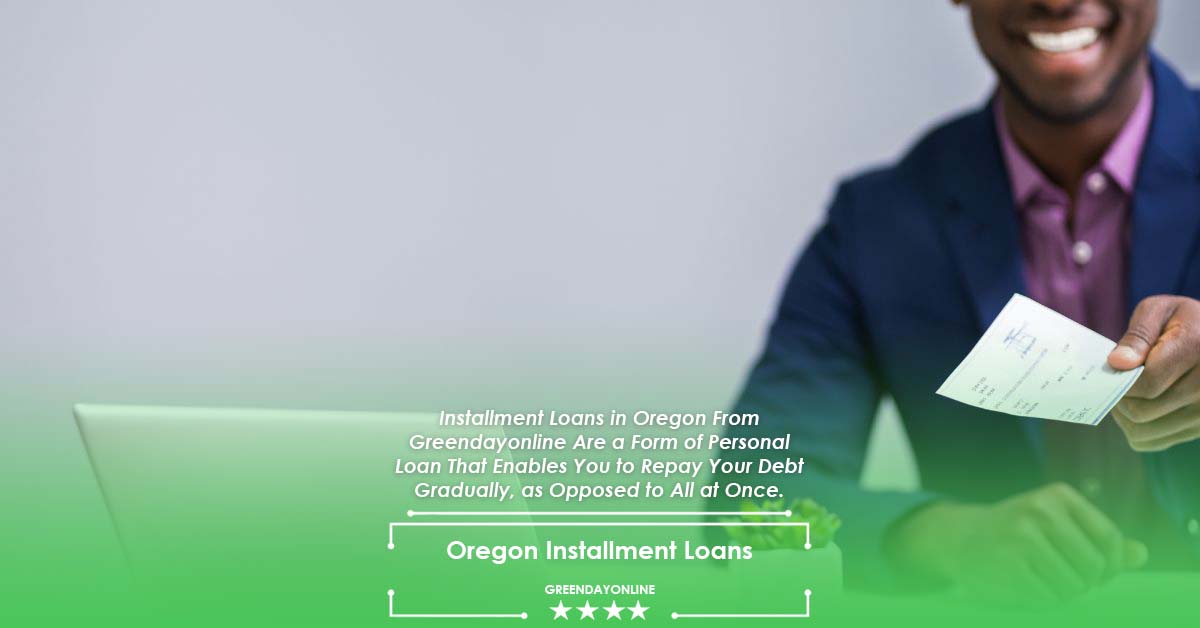 Installment Loans in Oregon From
Greendayonline Are a Form of Personal
Loan That Enables You to Repay Your Debt
Gradually, as Opposed to All at Once.
Oregon Installment Loans
GREENDAYONLINE